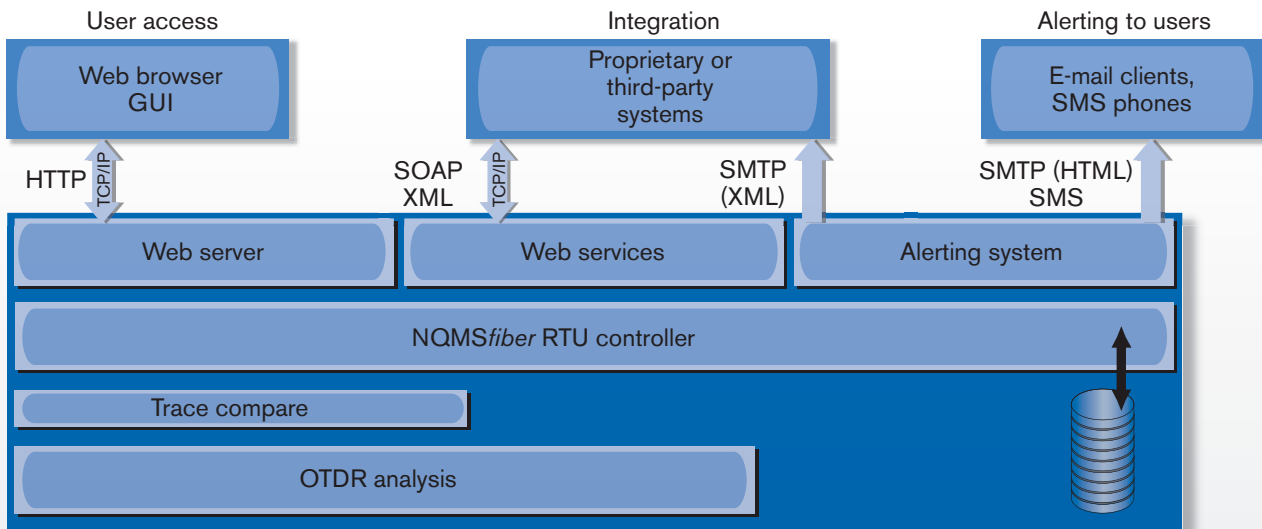 User access
Integration
Alerting to users
Web browser
GUI
Proprietary or
third-party
systems
E-mail clients,
SMS phones
HTTP
TCP/IP
SOAP
XML
TCP/IP
SMTP
(XML)
SMTP (HTML)
SMS
Web server
Web services
Alerting system
NQMSfiber RTU controller
Trace compare
OTDR analysis